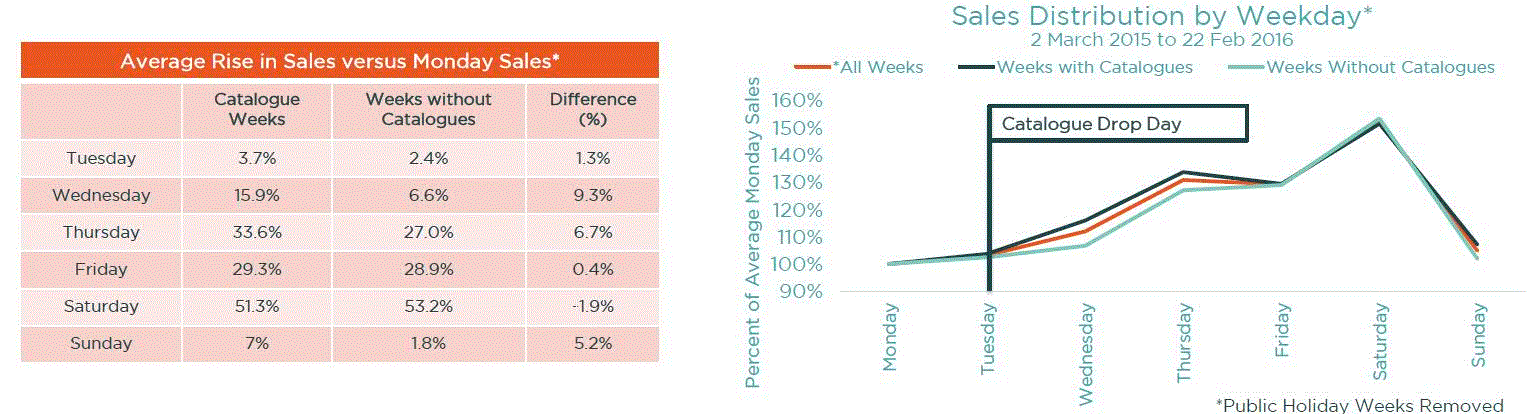 Average Rise in Sales versus Monday Sales*
Catalogue Weeks
Weeks without Catalogues
Difference (%)
Tuesday 3.7% 2.4% 1.3%
Wednesday 15.9% 6.6% 9.3%
Thursday 33.6% 27.0% 6.7%
Friday 29.3% 28.9% 0.4%
Saturday 51.3% 53.2% -1.9%
Sunday 7% 1.8% 5.2%
Sales Distribution by Weekday*
2 March 2015 to 22 Feb 2016
*All Weeks
Weeks with Catalogues
Weeks Without Catalogues
Percent of Average Monday Sales
160%
150%
140%
130%
120%
110%
100%
90%
Catalogue Drop Day
Monday
Tuesday
Wednesday
Thursday
Friday
Saturday
Sunday
*Public Holiday Weeks Removed